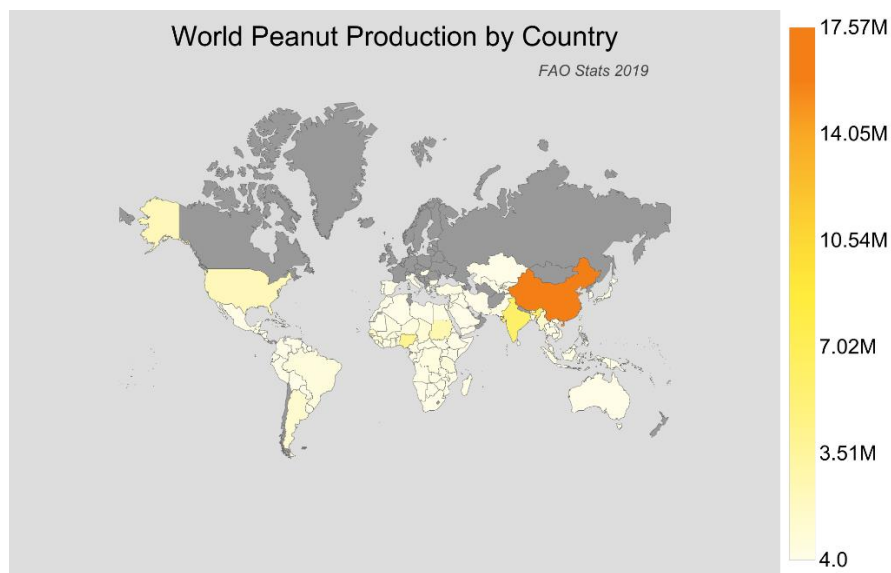 World Peanut Production by Country
FAO Stats 2019
17.57M
14.05M
10.54M
7.02M
3.51M
4.0